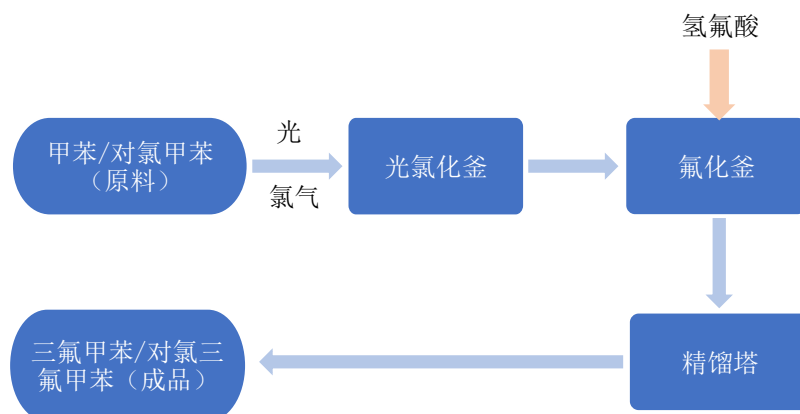 氢氟酸
甲苯/对氯甲苯
（原料）
光
氯气
光氯化釜
氟化釜
三氟甲苯/对氯三
氟甲苯（成品）
精馏塔